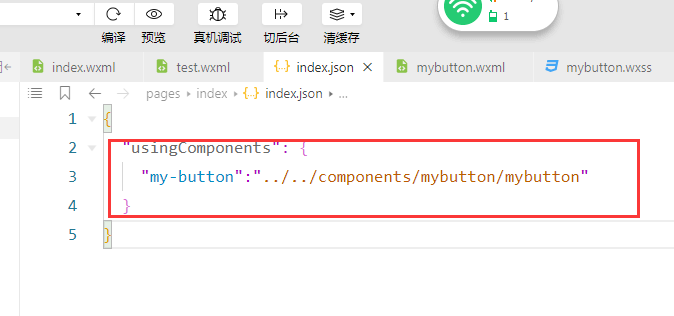 1
编译 预览 真机调试 切后台 清缓存
index.wxml test.wxml {..} index.json × mybutton.wxml mybutton.wxss
pages > index > {..} index.json > ...
1 {
2 "usingComponents": {
3 "my-button":"../../components/mybutton/mybutton"
4 }
5 }